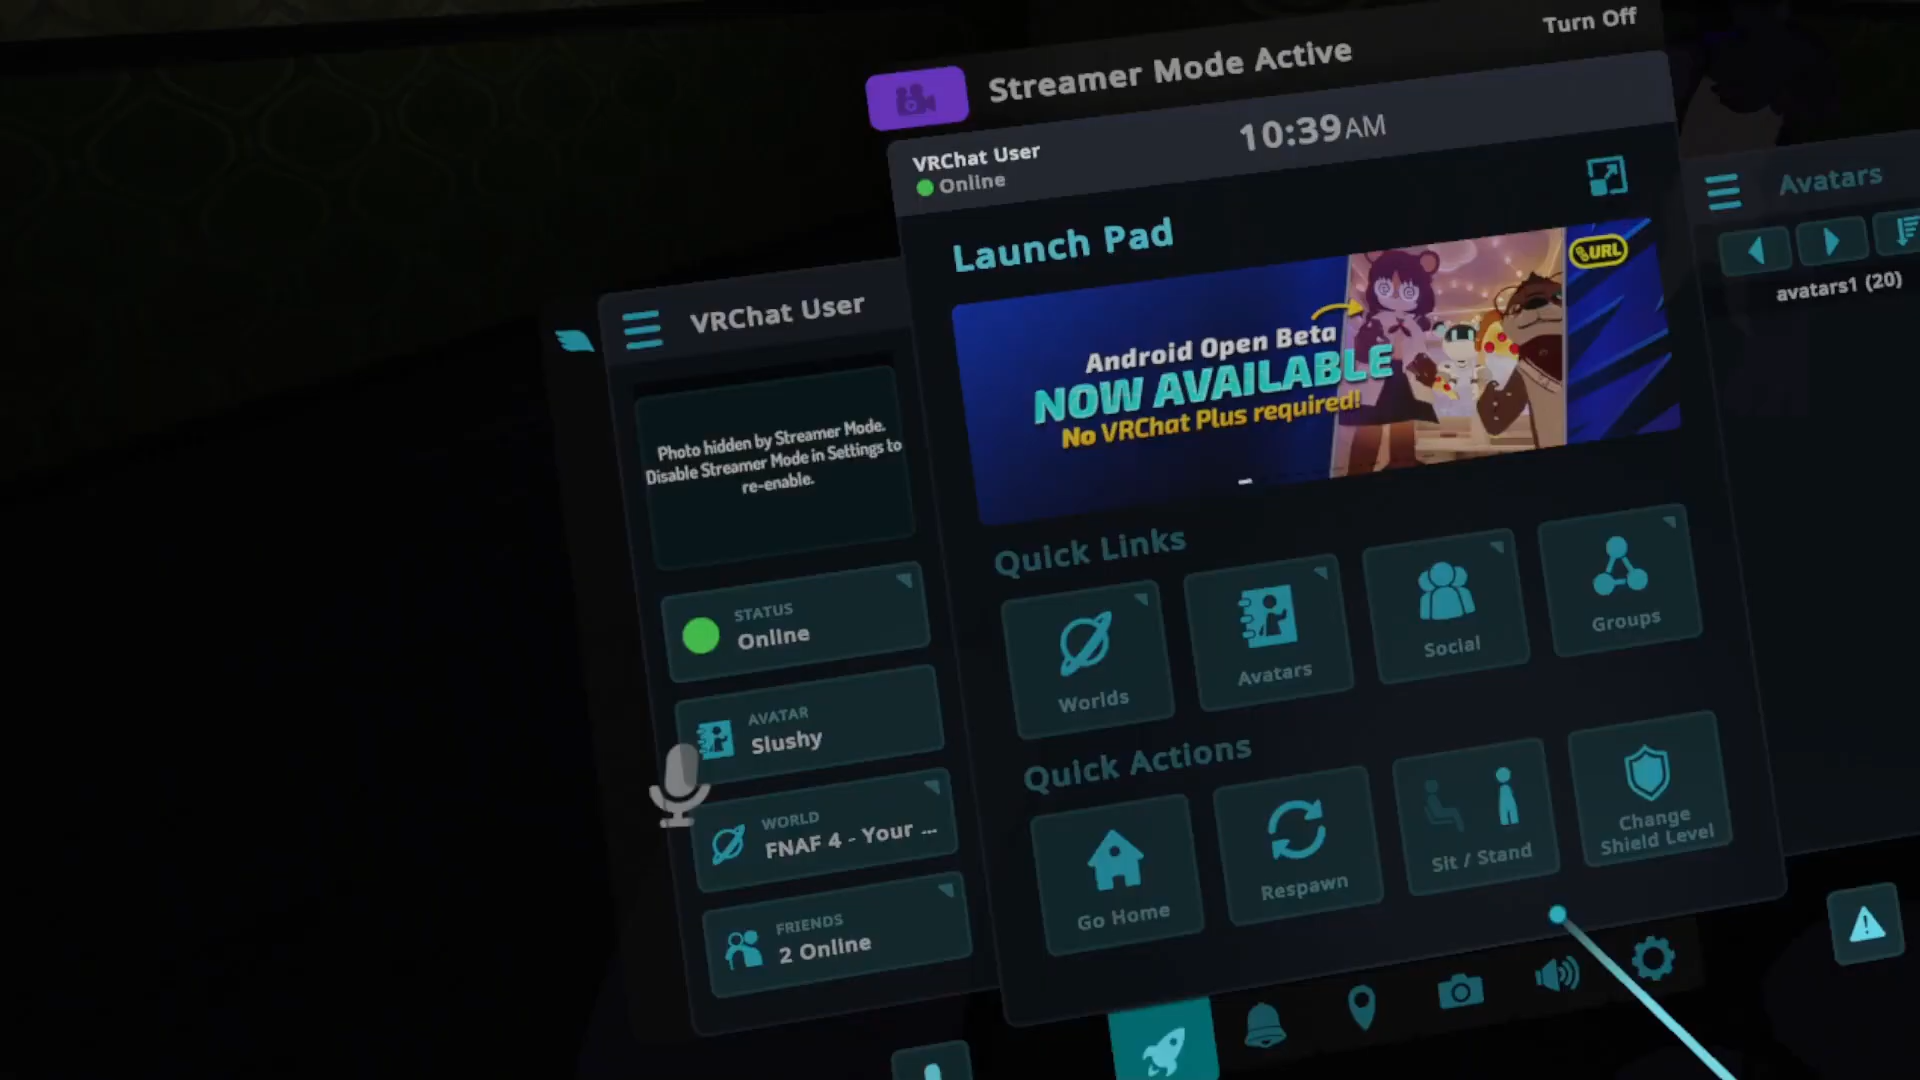 Turn Off
Streamer Mode Active
VRChat User
Online
10:39AM
Launch Pad
Android Open Beta
NOW AVAILABLE
No VRChat Plus required!
URL
Quick Links
Worlds
Avatars
Social
Groups
Quick Actions
Go Home
Respawn
Sit / Stand
Change
Shield Level
VRChat User
Photo hidden by Streamer Mode.
Disable Streamer Mode in Settings to
re-enable.
STATUS
Online
AVATAR
Slushy
WORLD
FNAF 4 - Your ...
FRIENDS
2 Online
Avatars
avatars1 (20)